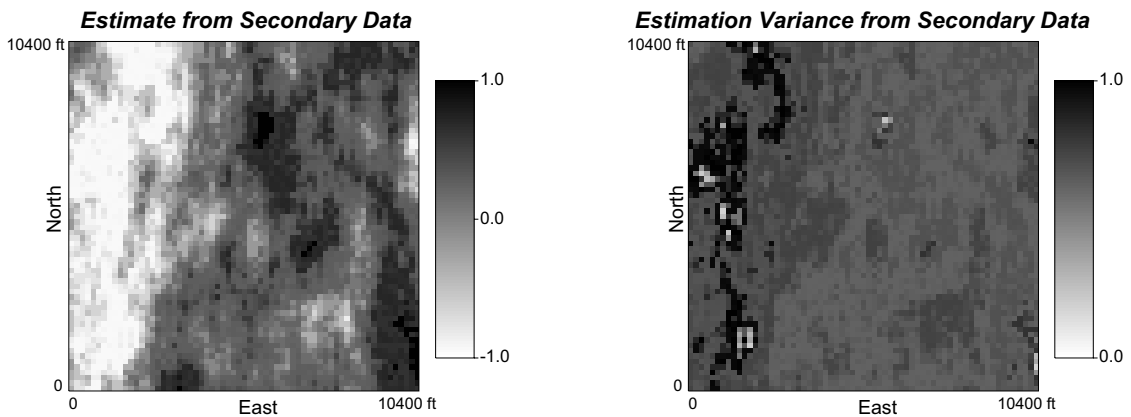 Estimate from Secondary Data
10400 ft
North
0
0
East
10400 ft
1.0
0.0
-1.0
Estimation Variance from Secondary Data
10400 ft
North
0
0
East
10400 ft
1.0
0.0